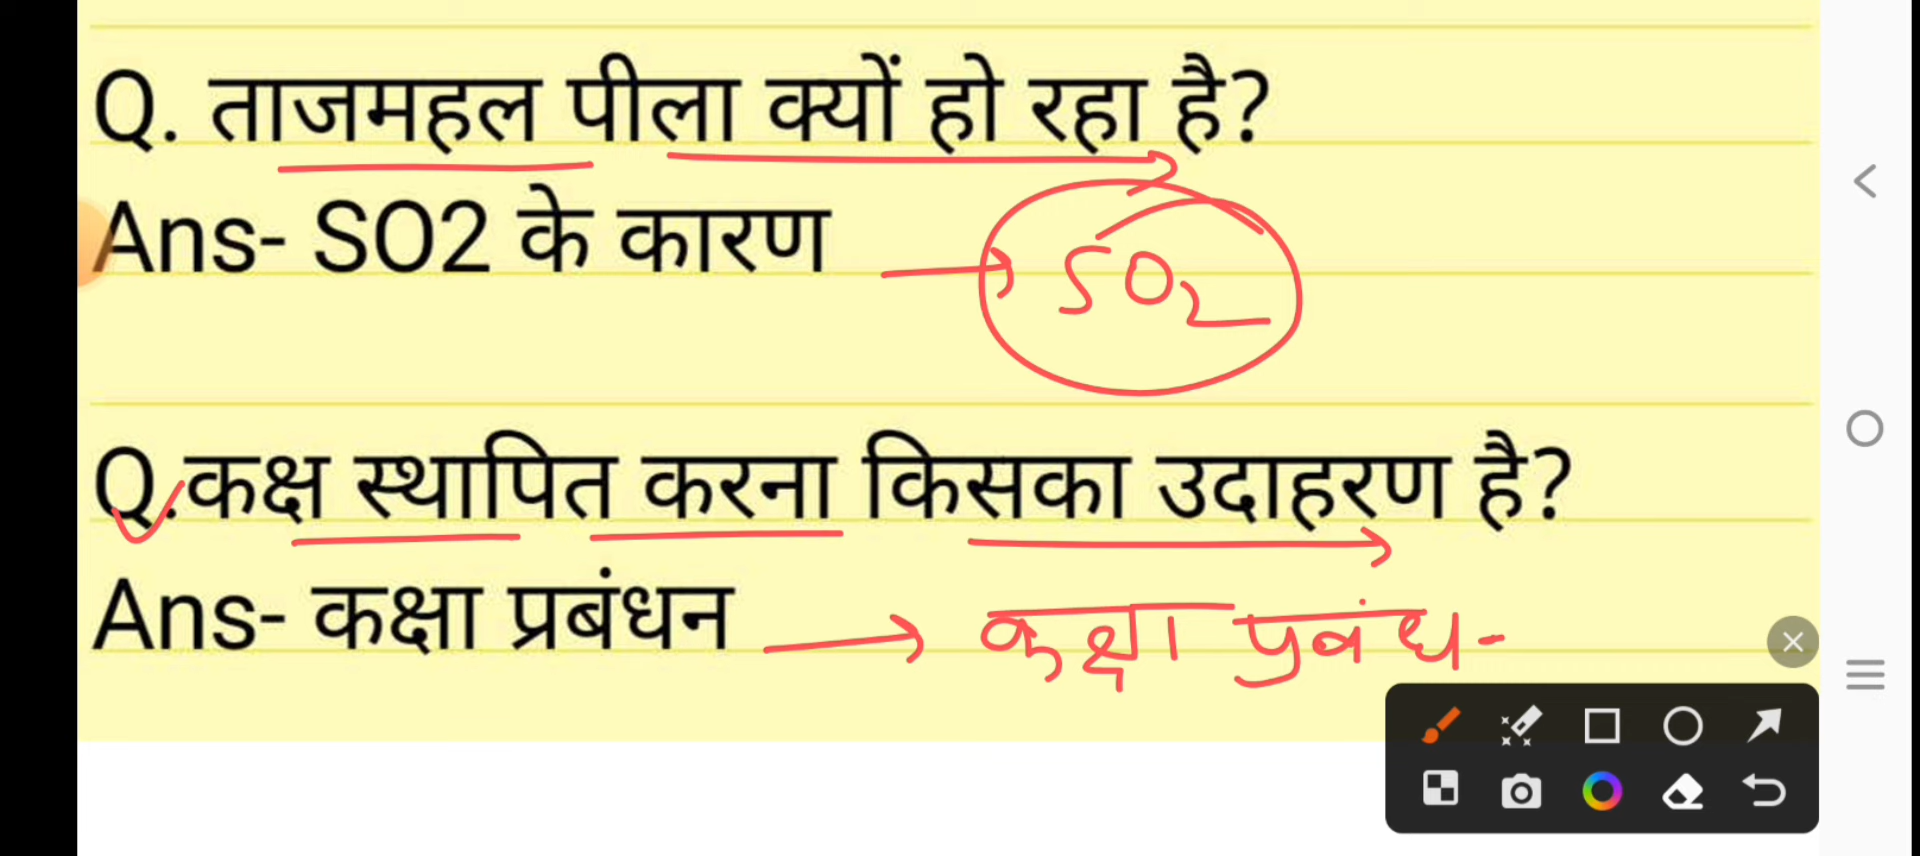 Q. ताजमहल पीला क्यों हो रहा है?
Ans- SO2 के कारण → SO2
Q.कक्ष स्थापित करना किसका उदाहरण है?
Ans- कक्षा प्रबंधन → कक्षा प्रबंध-